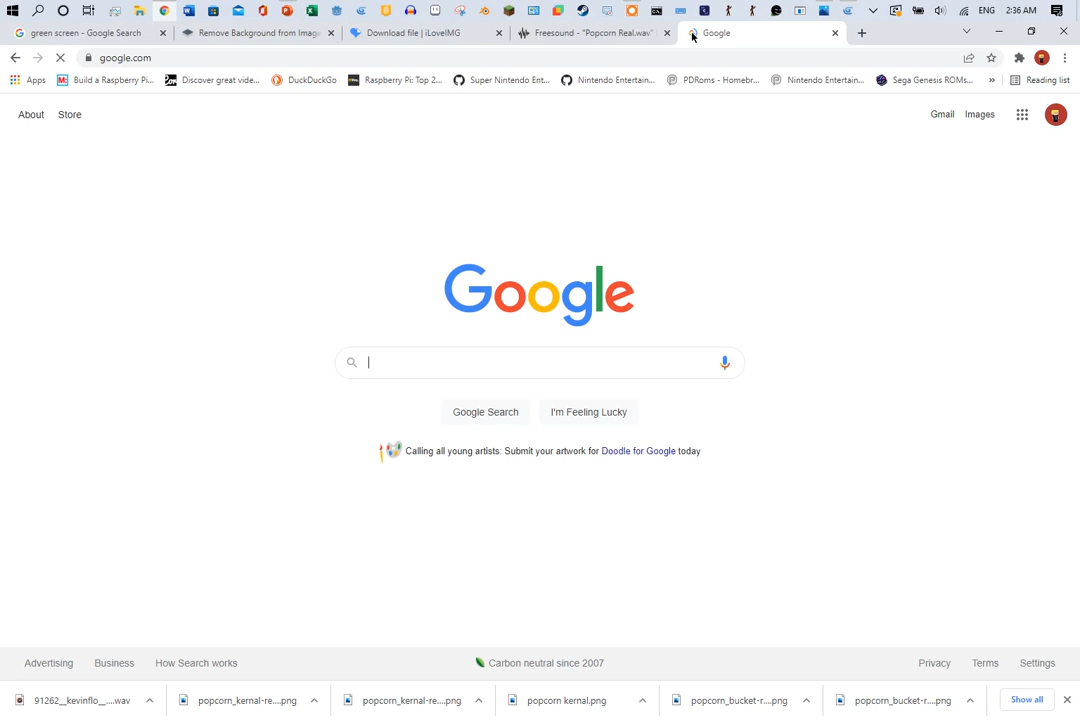 ENG 2:36 AM
green screen - Google Search
Remove Background from Image
Download file | iLoveIMG
Freesound - "Popcorn Real.wav"
Google
google.com
Apps
Build a Raspberry Pi...
Discover great vide...
DuckDuckGo
Raspberry Pi: Top 2...
Super Nintendo Ent...
Nintendo Entertain...
PDRoms - Homebr...
Nintendo Entertain...
Sega Genesis ROMs...
»
Reading list
About Store
Gmail Images
Google
Google Search
I'm Feeling Lucky
Calling all young artists: Submit your artwork for Doodle for Google today
Advertising Business How Search works
Carbon neutral since 2007
Privacy Terms Settings
91262__kevinflo__....wav
popcorn_kernal-re....png
popcorn_kernal-re....png
popcorn kernal.png
popcorn_bucket-r....png
popcorn_bucket-r....png
Show all